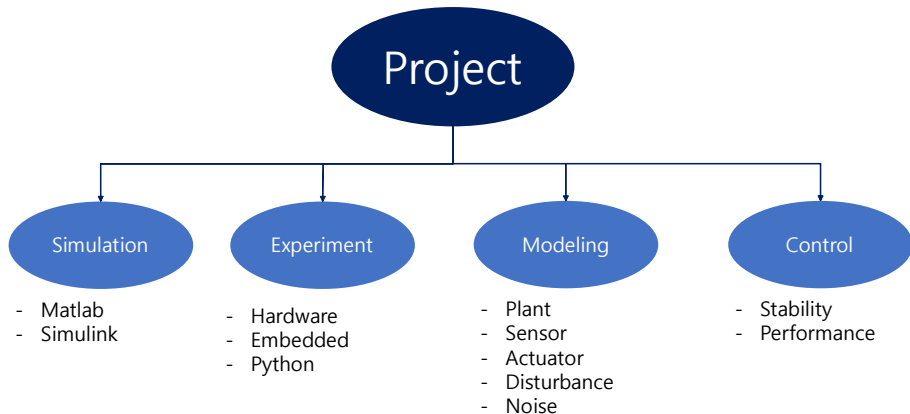 Project
Simulation
Experiment
Modeling
Control
- Matlab
- Simulink
- Hardware
- Embedded
- Python
- Plant
- Sensor
- Actuator
- Disturbance
- Noise
- Stability
- Performance